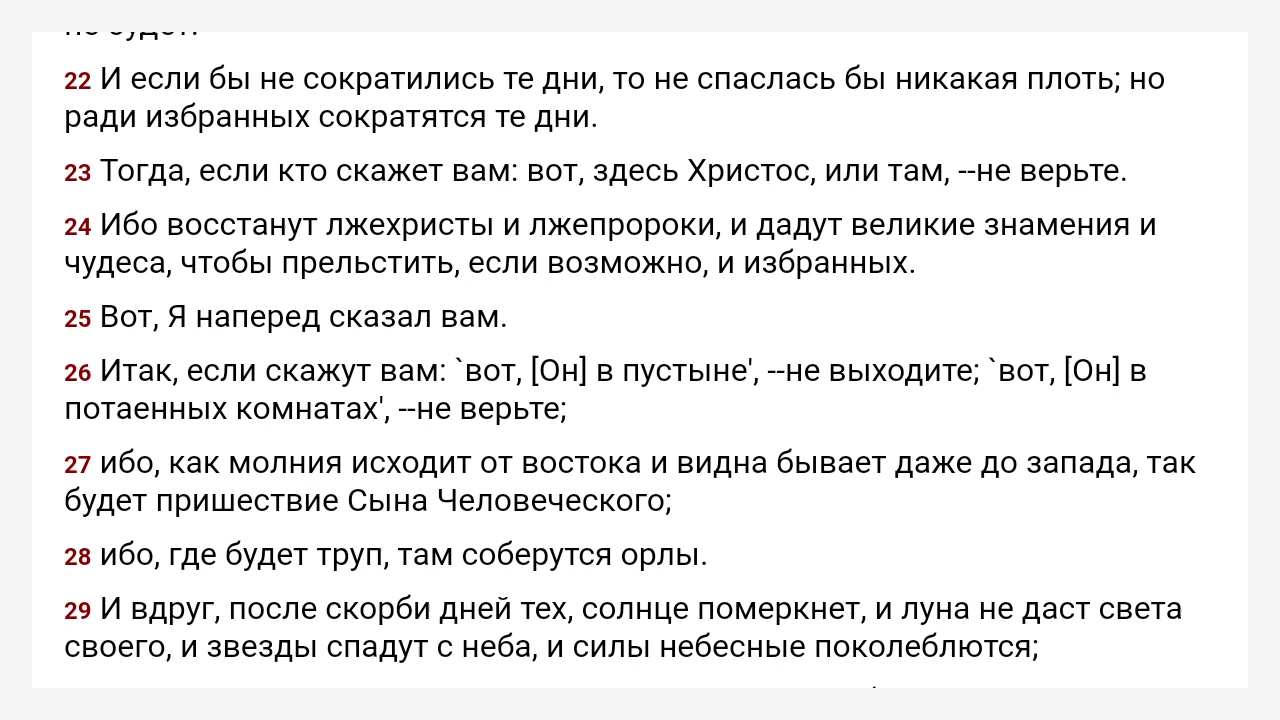 22 И если бы не сократились те дни, то не спаслась бы никакая плоть; но
ради избранных сократятся те дни.
23 Тогда, если кто скажет вам: вот, здесь Христос, или там, --не верьте.
24 Ибо восстанут лжехристы и лжепророки, и дадут великие знамения и
чудеса, чтобы прельстить, если возможно, и избранных.
25 Вот, Я наперед сказал вам.
26 Итак, если скажут вам: `вот, [Он] в пустыне', --не выходите; `вот, [Он] в
потаенных комнатах', --не верьте;
27 ибо, как молния исходит от востока и видна бывает даже до запада, так
будет пришествие Сына Человеческого;
28 ибо, где будет труп, там соберутся орлы.
29 И вдруг, после скорби дней тех, солнце померкнет, и луна не даст света
своего, и звезды спадут с неба, и силы небесные поколеблются;